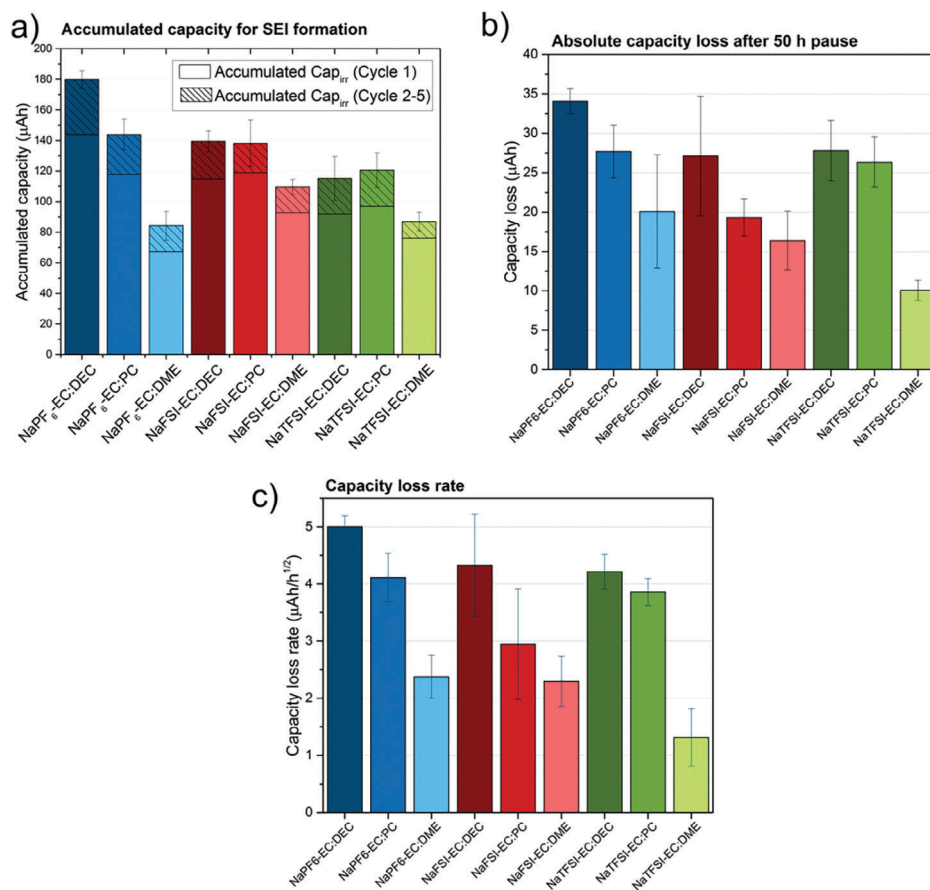 a)
Accumulated capacity for SEI formation
Accumulated capacity (µAh)
200
180
160
140
120
100
80
60
40
20
0
Accumulated Capirr (Cycle 1)
Accumulated Capirr (Cycle 2-5)
NaPF6-EC:DEC
NaPF6-EC:PC
NaPF6-EC:DME
NaFSI-EC:DEC
NaFSI-EC:PC
NaFSI-EC:DME
NaTFSI-EC:DEC
NaTFSI-EC:PC
NaTFSI-EC:DME
b)
Absolute capacity loss after 50 h pause
Capacity loss (µAh)
35
30
25
20
15
10
5
0
NaPF6-EC:DEC
NaPF6-EC:PC
NaPF6-EC:DME
NaFSI-EC:DEC
NaFSI-EC:PC
NaFSI-EC:DME
NaTFSI-EC:DEC
NaTFSI-EC:PC
NaTFSI-EC:DME
c)
Capacity loss rate
Capacity loss rate (µAh/h1/2)
5
4
3
2
1
0
NaPF6-EC:DEC
NaPF6-EC:PC
NaPF6-EC:DME
NaFSI-EC:DEC
NaFSI-EC:PC
NaFSI-EC:DME
NaTFSI-EC:DEC
NaTFSI-EC:PC
NaTFSI-EC:DME